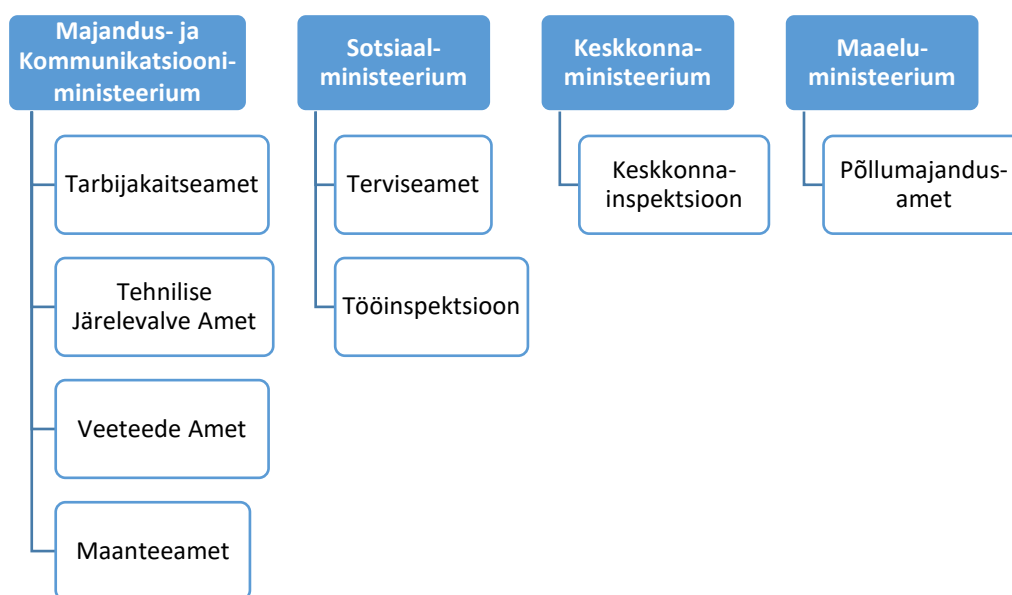 Majandus- ja
Kommunikatsiooni-
ministeerium
Tarbijakaitseamet
Tehnilise
Järelevalve Amet
Veeteede Amet
Maanteeamet
Sotsiaal-
ministeerium
Terviseamet
Tööinspektsioon
Keskkonna-
ministeerium
Keskkonna-
inspektsioon
Maaelu-
ministeerium
Põllumajandus-
amet